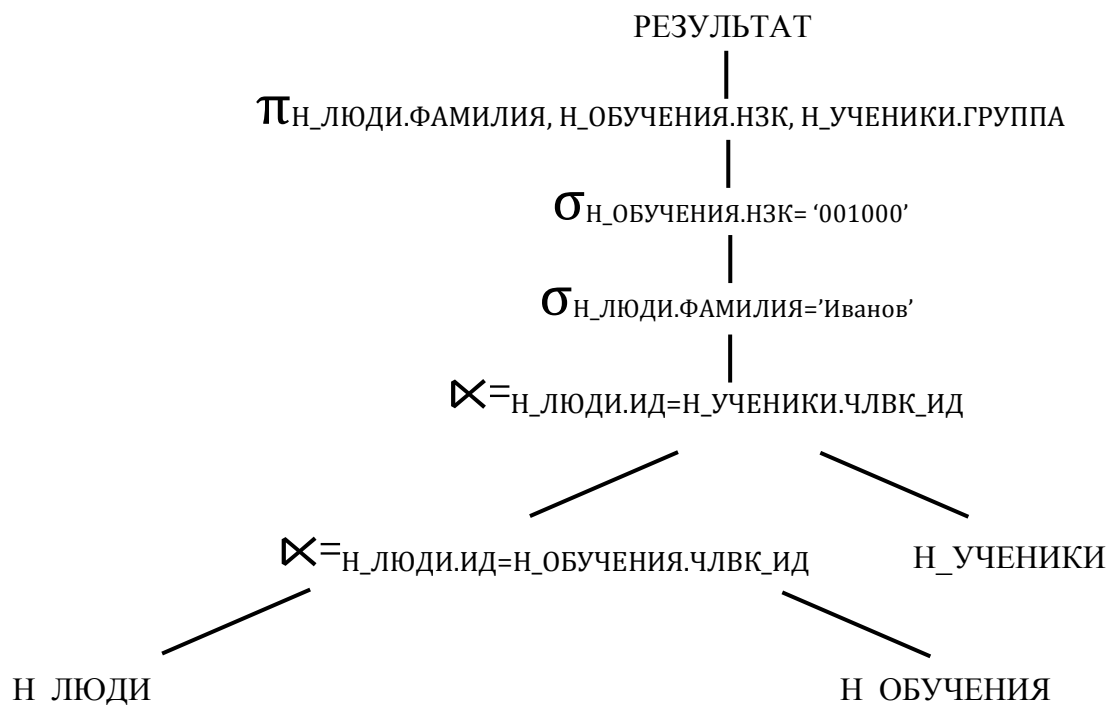 РЕЗУЛЬТАТ
πН_ЛЮДИ.ФАМИЛИЯ, Н_ОБУЧЕНИЯ.НЗК, Н_УЧЕНИКИ.ГРУППА
σН_ОБУЧЕНИЯ.НЗК= ‘001000’
σН_ЛЮДИ.ФАМИЛИЯ=’Иванов’
⋉=Н_ЛЮДИ.ИД=Н_УЧЕНИКИ.ЧЛВК_ИД
⋉=Н_ЛЮДИ.ИД=Н_ОБУЧЕНИЯ.ЧЛВК_ИД
Н_УЧЕНИКИ
Н ЛЮДИ
Н ОБУЧЕНИЯ